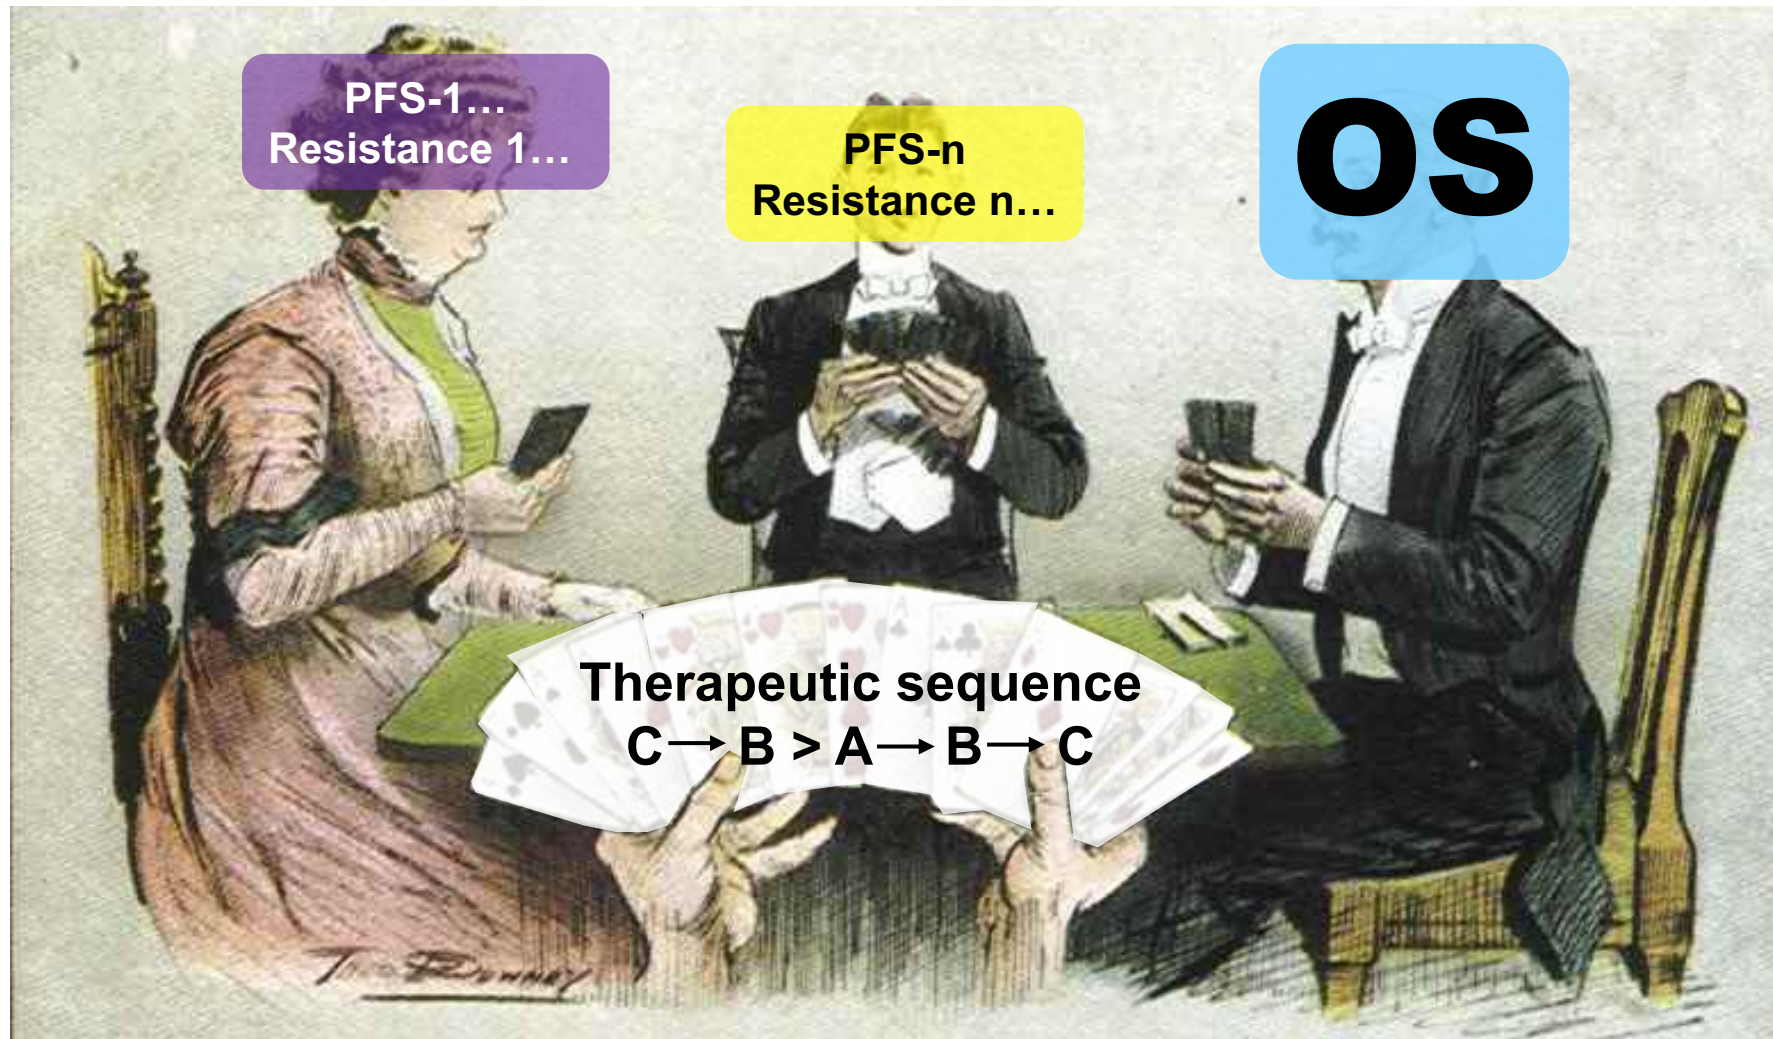 PFS-1...
Resistance 1...
PFS-n
Resistance n...
OS
Therapeutic sequence
C→B > A→B→C